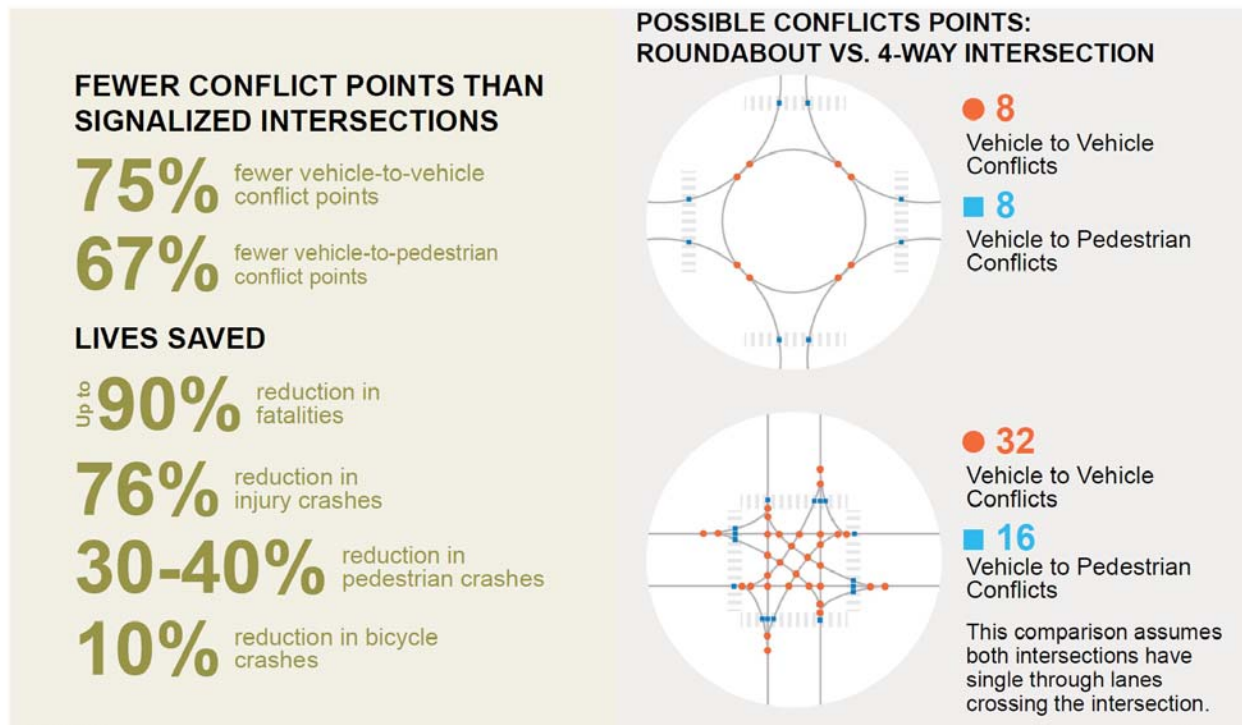 FEWER CONFLICT POINTS THAN
SIGNALIZED INTERSECTIONS
75% fewer vehicle-to-vehicle
conflict points
67% fewer vehicle-to-pedestrian
conflict points
LIVES SAVED
Up to 90% reduction in
fatalities
76% reduction in
injury crashes
30-40% reduction in
pedestrian crashes
10% reduction in bicycle
crashes
POSSIBLE CONFLICTS POINTS:
ROUNDABOUT VS. 4-WAY INTERSECTION
8
Vehicle to Vehicle
Conflicts
8
Vehicle to Pedestrian
Conflicts
32
Vehicle to Vehicle
Conflicts
16
Vehicle to Pedestrian
Conflicts
This comparison assumes
both intersections have
single through lanes
crossing the intersection.